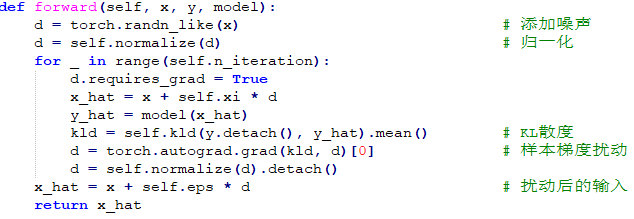 def forward(self, x, y, model):
    d = torch.randn_like(x) # 添加噪声
    d = self.normalize(d) # 归一化
    for _ in range(self.n_iteration):
        d.requires_grad = True
        x_hat = x + self.xi * d
        y_hat = model(x_hat)
        kld = self.kld(y.detach(), y_hat).mean() # KL散度
        d = torch.autograd.grad(kld, d)[0] # 样本梯度扰动
        d = self.normalize(d).detach()
    x_hat = x + self.eps * d # 扰动后的输入
    return x_hat